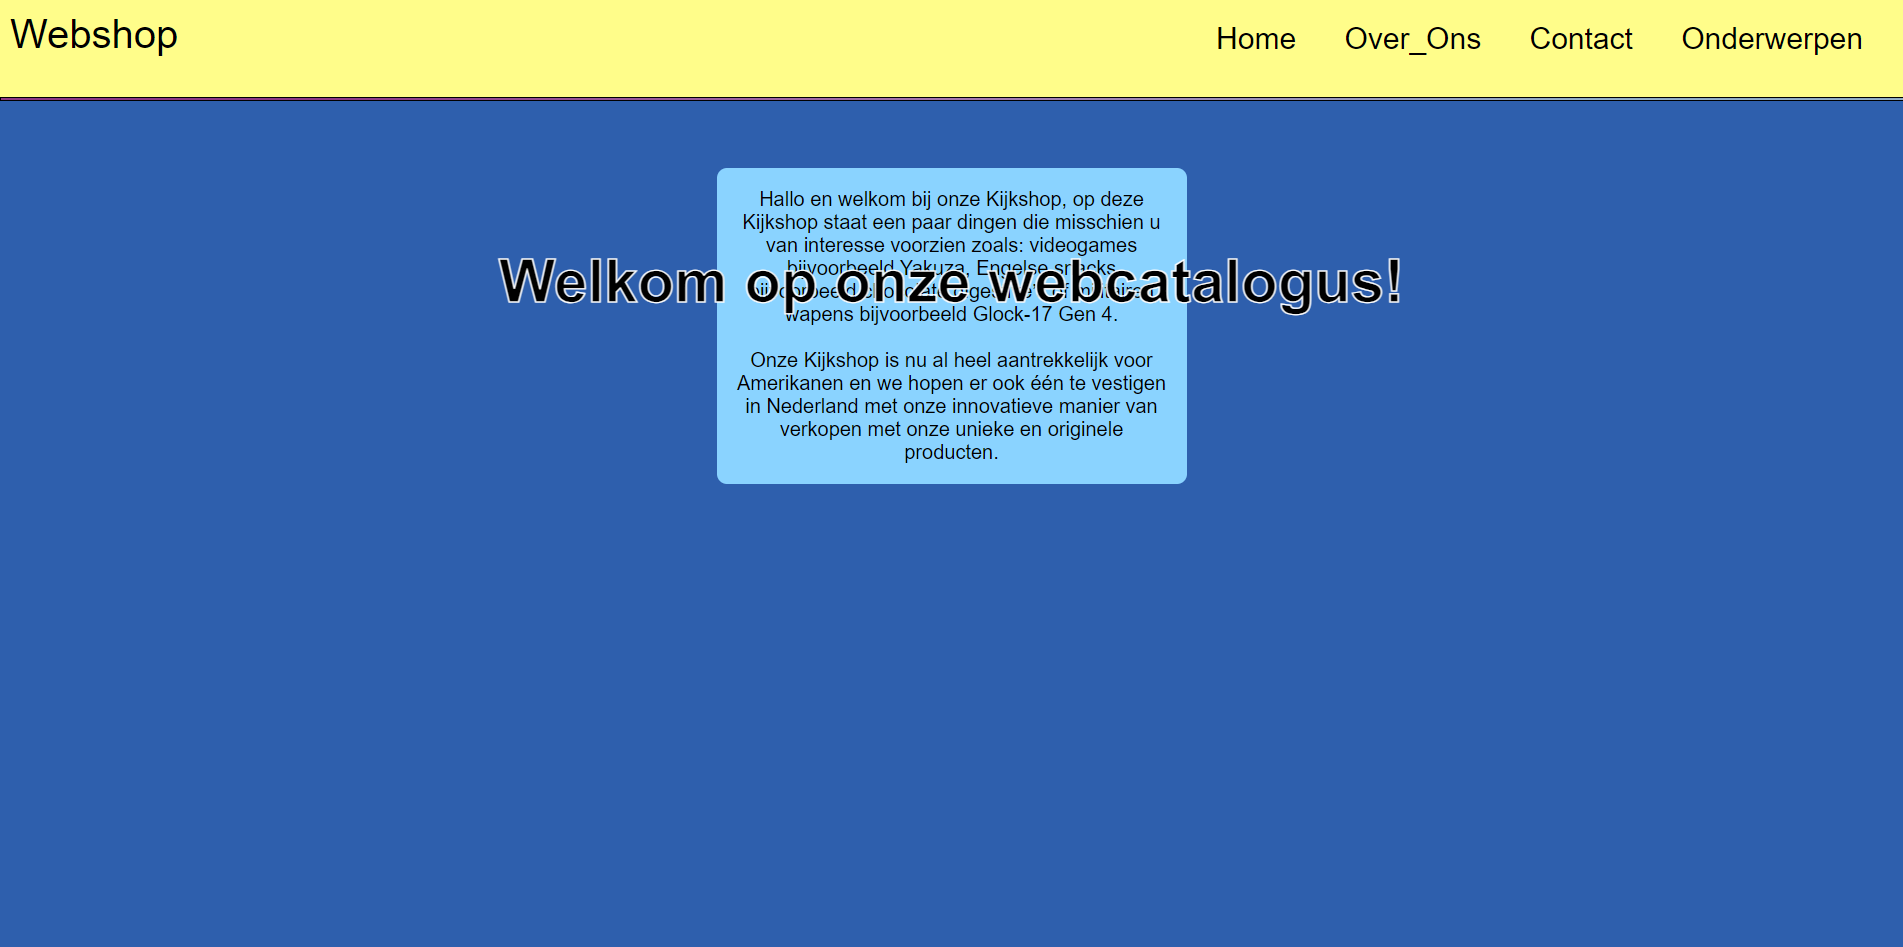 Webshop
Home Over_Ons Contact Onderwerpen
Hallo en welkom bij onze Kijkshop, op deze
Kijkshop staat een paar dingen die misschien u
van interesse voorzien zoals: videogames
bijvoorbeeld Yakuza, Engelse snacks
Welkom op onze webcatalogus!
wapens bijvoorbeeld Glock-17 Gen 4.
Onze Kijkshop is nu al heel aantrekkelijk voor
Amerikanen en we hopen er ook één te vestigen
in Nederland met onze innovatieve manier van
verkopen met onze unieke en originele
producten.